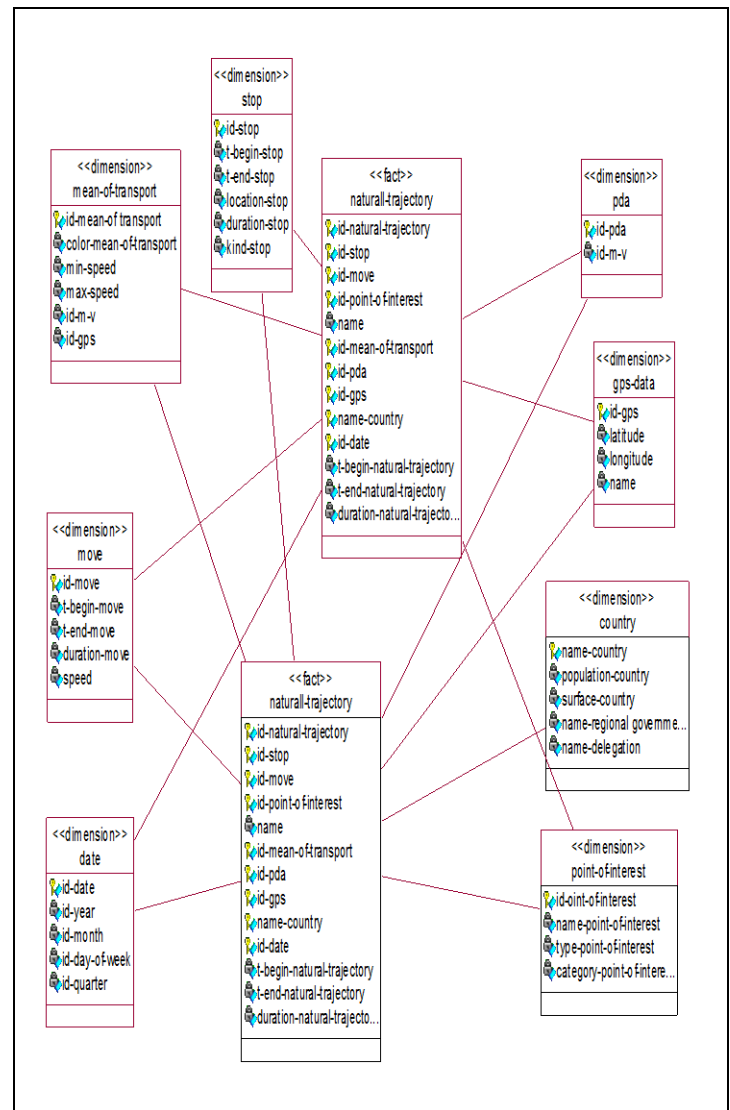 <<dimension>>
stop
id-stop
t-begin-stop
t-end-stop
location-stop
duration-stop
kind-stop
<<dimension>>
mean-of-transport
id-mean-of transport
color-mean-of-transport
min-speed
max-speed
id-m-v
id-gps
<<fact>>
naturall-trajectory
id-natural-trajectory
id-stop
id-move
id-point-of-interest
name
id-mean-of-transport
id-pda
id-gps
name-country
id-date
t-begin-natural-trajectory
t-end-natural-trajectory
duration-natural-trajecto...
<<dimension>>
pda
id-pda
id-m-v
<<dimension>>
gps-data
id-gps
latitude
longitude
name
<<dimension>>
move
id-move
t-begin-move
t-end-move
duration-move
speed
<<dimension>>
country
name-country
population-country
surface-country
name-regional governme...
name-delegation
<<fact>>
naturall-trajectory
id-natural-trajectory
id-stop
id-move
id-point-of-interest
name
id-mean-of-transport
id-pda
id-gps
name-country
id-date
t-begin-natural-trajectory
t-end-natural-trajectory
duration-natural-trajecto...
<<dimension>>
date
id-date
id-year
id-month
id-day-of-week
id-quarter
<<dimension>>
point-of-interest
id-oint-of-interest
name-point-of-interest
type-point-of-interest
category-point-of-intere...